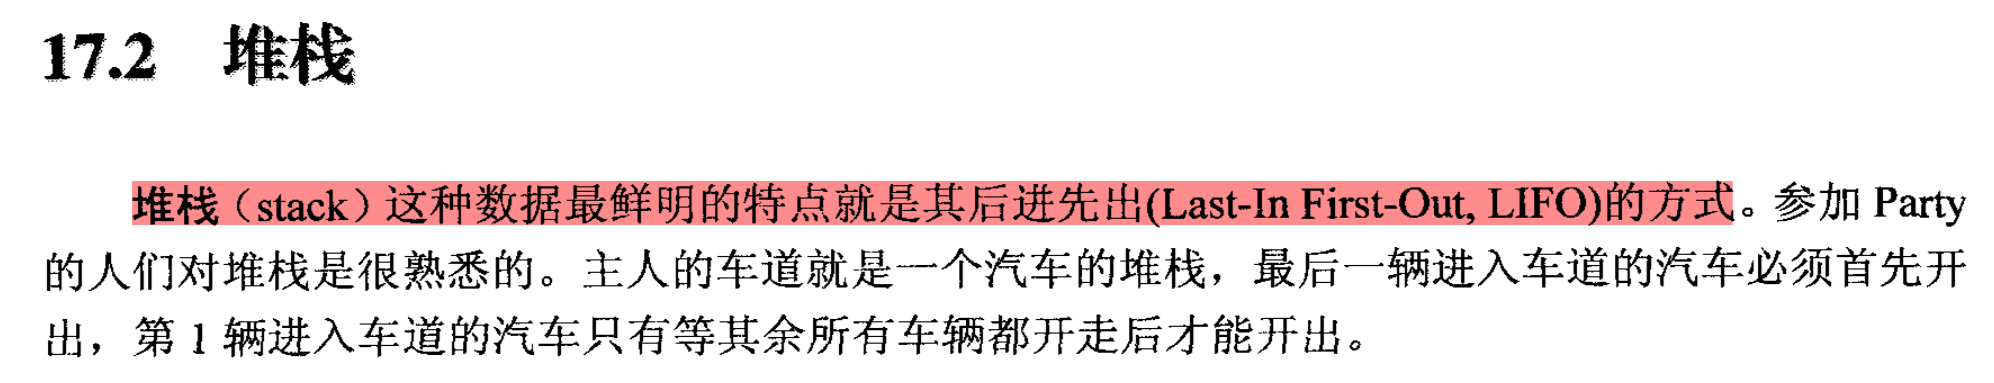 17.2 堆栈
堆栈（stack）这种数据最鲜明的特点就是其后进先出(Last-In First-Out, LIFO)的方式。参加 Party
的人们对堆栈是很熟悉的。主人的车道就是一个汽车的堆栈，最后一辆进入车道的汽车必须首先开
出，第 1 辆进入车道的汽车只有等其余所有车辆都开走后才能开出。